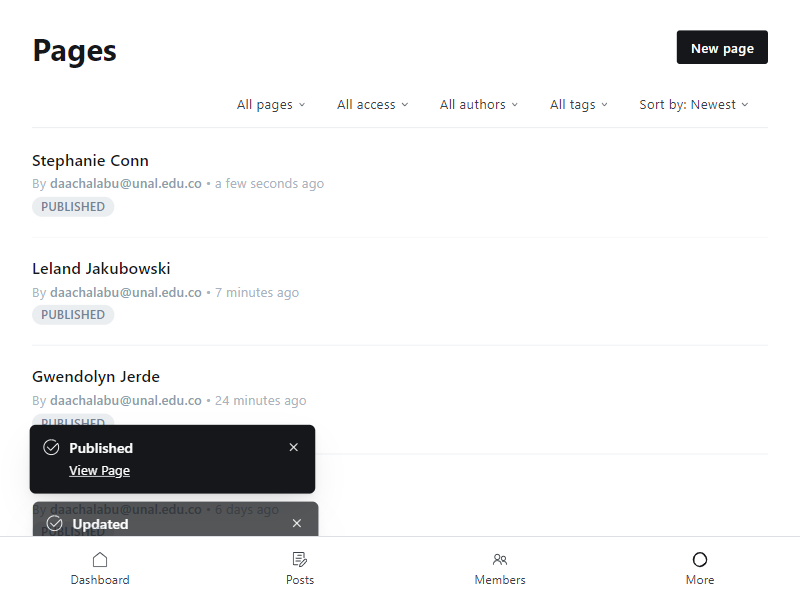 Pages
New page
All pages
All access
All authors
All tags
Sort by: Newest
Stephanie Conn
By daachalabu@unal.edu.co • a few seconds ago
PUBLISHED
Leland Jakubowski
By daachalabu@unal.edu.co • 7 minutes ago
PUBLISHED
Gwendolyn Jerde
By daachalabu@unal.edu.co • 24 minutes ago
PUBLISHED
Published
View Page
By daachalabu@unal.edu.co • 6 days ago
Updated
PUBLISHED
Dashboard
Posts
Members
More